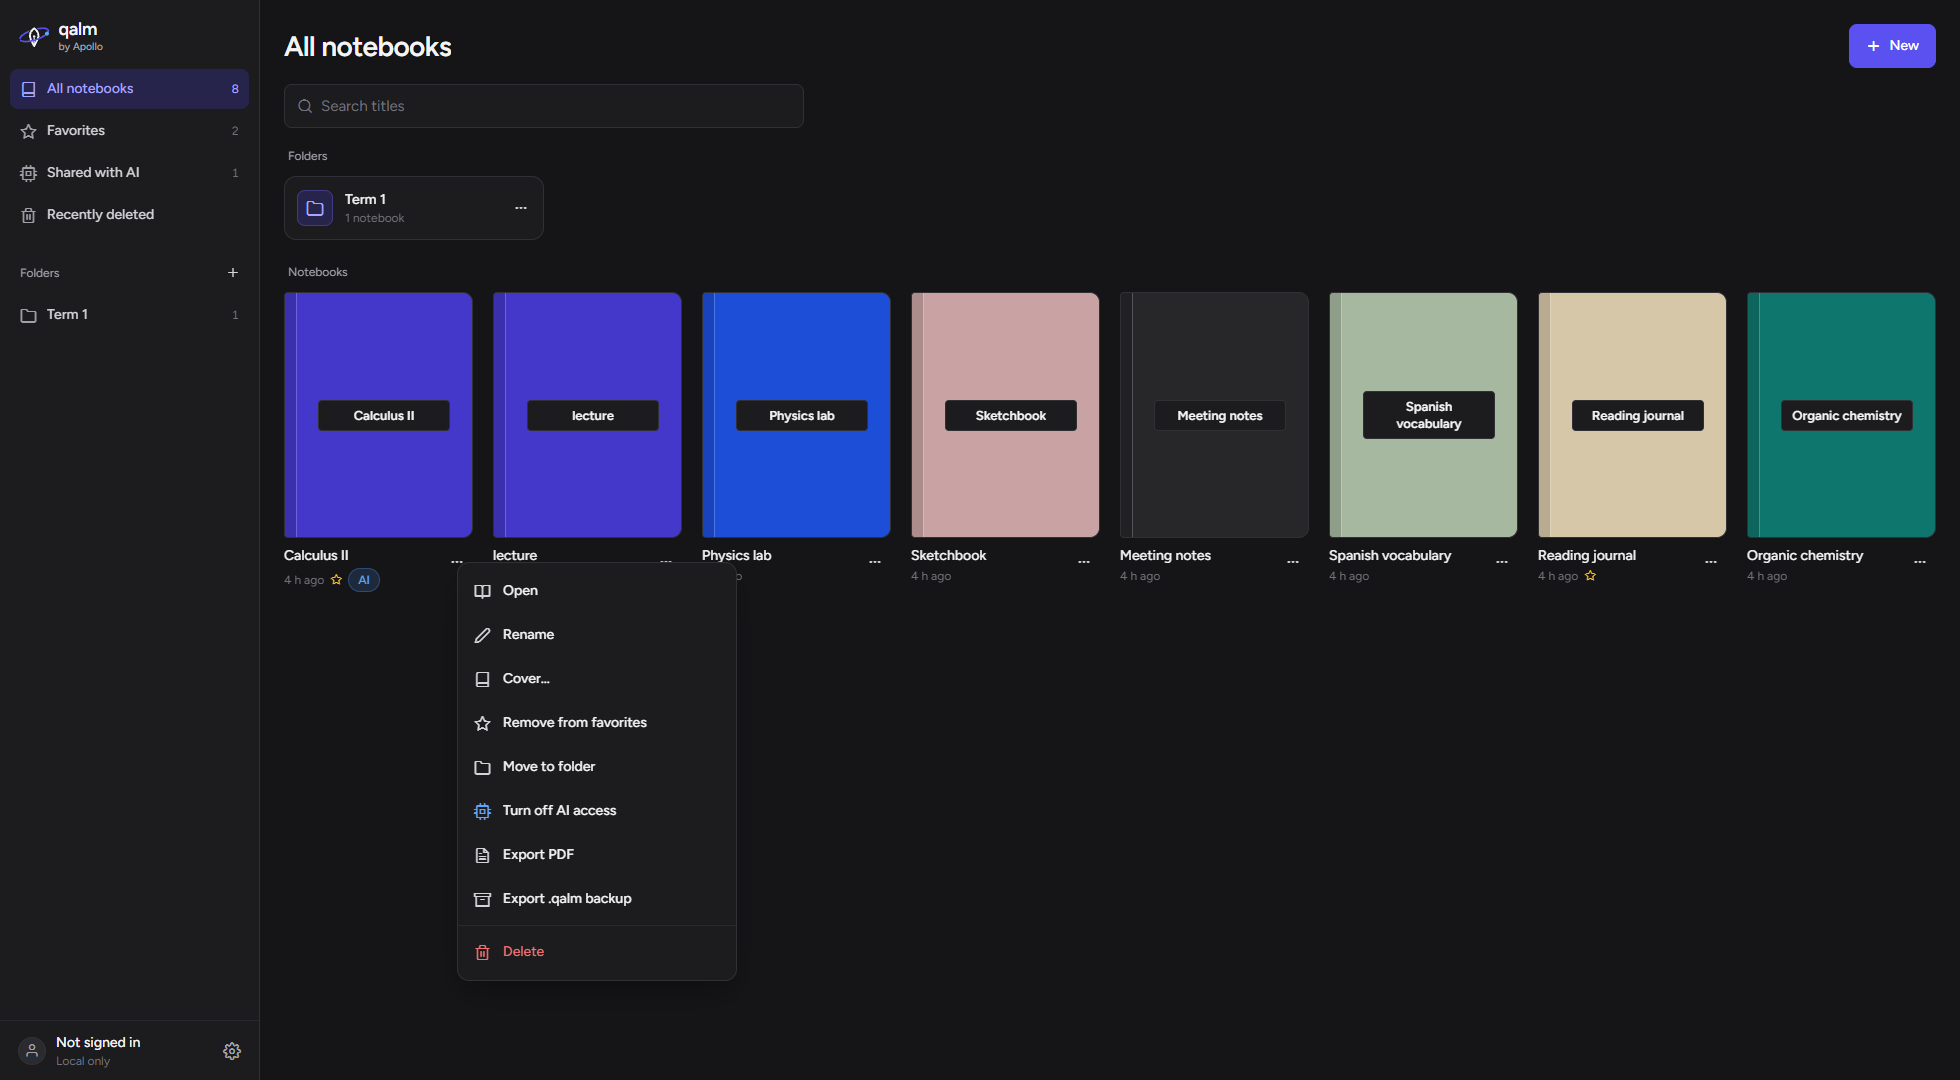 qalm
by Apollo
All notebooks 8
Favorites 2
Shared with AI 1
Recently deleted
Folders
Term 1 1
Not signed in
Local only
All notebooks
New
Search titles
Folders
Term 1
1 notebook
Notebooks
Calculus II
lecture
Physics lab
Sketchbook
Meeting notes
Spanish
vocabulary
Reading journal
Organic chemistry
Calculus II
4 h ago AI
lecture
Physics lab
Sketchbook
4 h ago
Meeting notes
4 h ago
Spanish vocabulary
4 h ago
Reading journal
4 h ago
Organic chemistry
4 h ago
Open
Rename
Cover...
Remove from favorites
Move to folder
Turn off AI access
Export PDF
Export .qalm backup
Delete